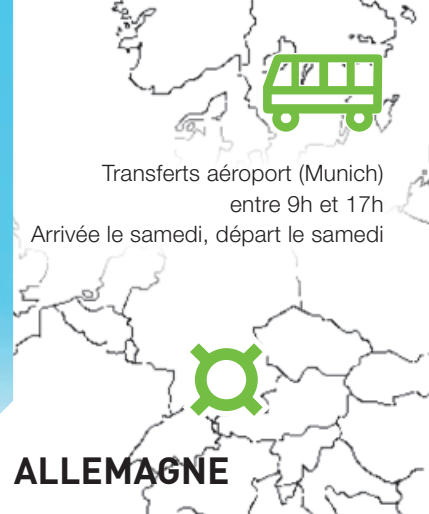 Transferts aéroport (Munich)
entre 9h et 17h
Arrivée le samedi, départ le samedi
ALLEMAGNE